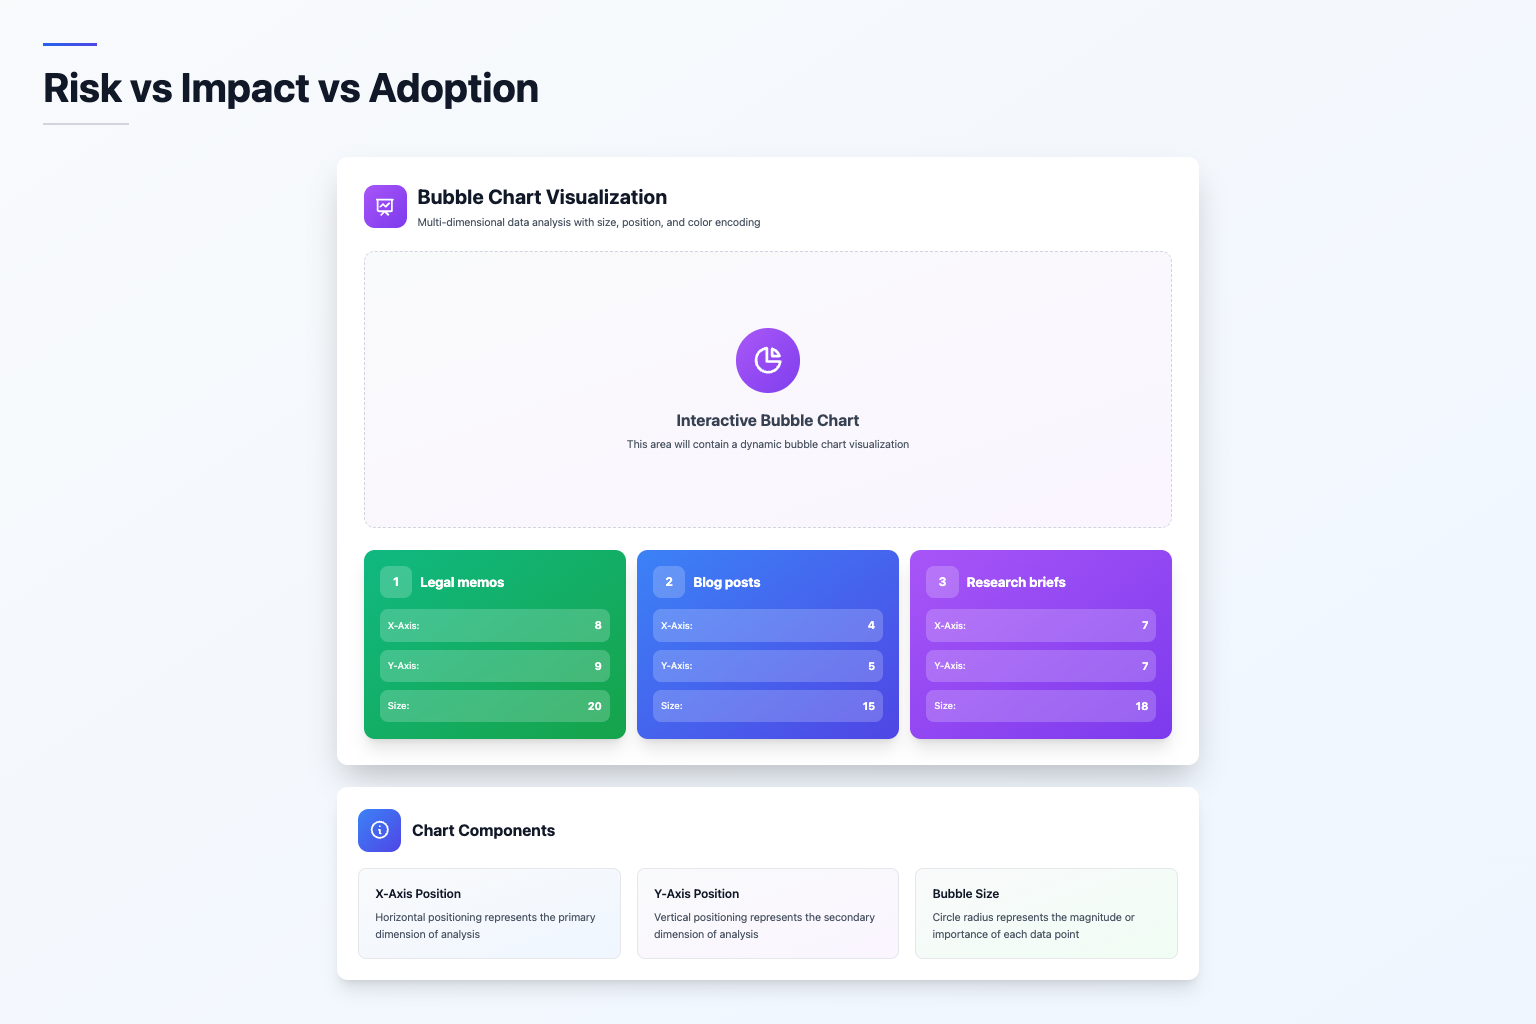 Risk vs Impact vs Adoption
Bubble Chart Visualization
Multi-dimensional data analysis with size, position, and color encoding
Interactive Bubble Chart
This area will contain a dynamic bubble chart visualization
1 Legal memos
X-Axis: 8
Y-Axis: 9
Size: 20
2 Blog posts
X-Axis: 4
Y-Axis: 5
Size: 15
3 Research briefs
X-Axis: 7
Y-Axis: 7
Size: 18
Chart Components
X-Axis Position
Horizontal positioning represents the primary
dimension of analysis
Y-Axis Position
Vertical positioning represents the secondary
dimension of analysis
Bubble Size
Circle radius represents the magnitude or
importance of each data point